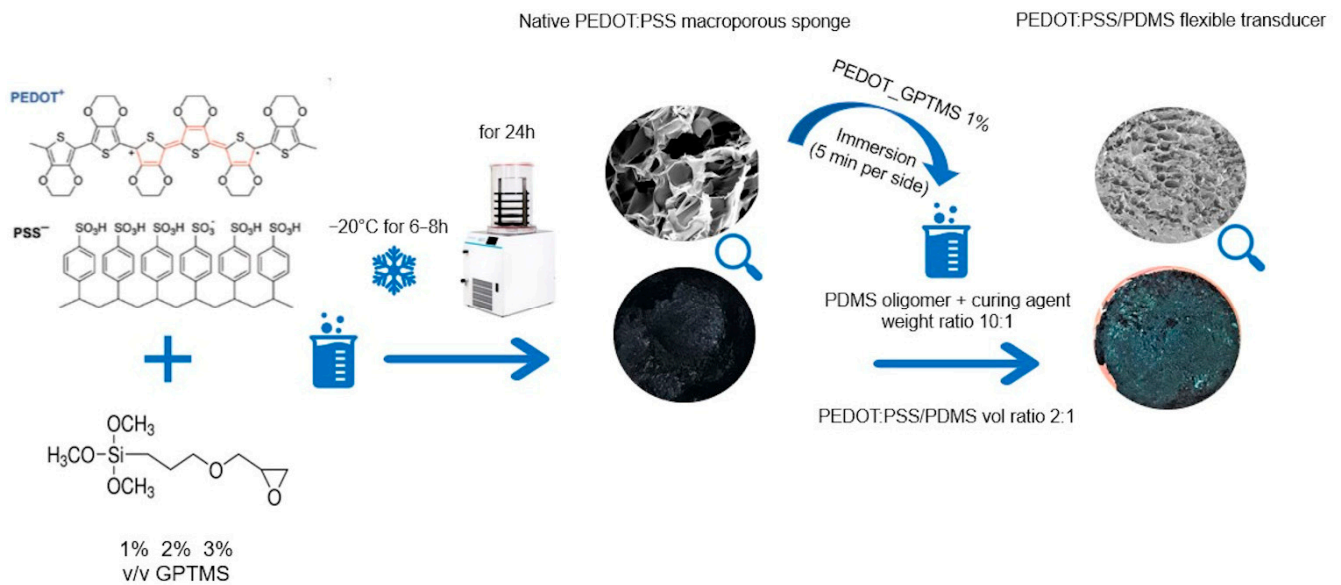 Native PEDOT:PSS macroporous sponge
PEDOT:PSS/PDMS flexible transducer
PEDOT⁺
O O O O O O
S S S S S S
+ •
O O O O O O
PSS⁻
SO₃H SO₃H SO₃H SO₃⁻ SO₃H SO₃H
−20°C for 6–8h
for 24h
PEDOT_GPTMS 1%
Immersion
(5 min per side)
PDMS oligomer + curing agent
weight ratio 10:1
PEDOT:PSS/PDMS vol ratio 2:1
OCH₃
H₃CO Si O O
OCH₃
1% 2% 3%
v/v GPTMS